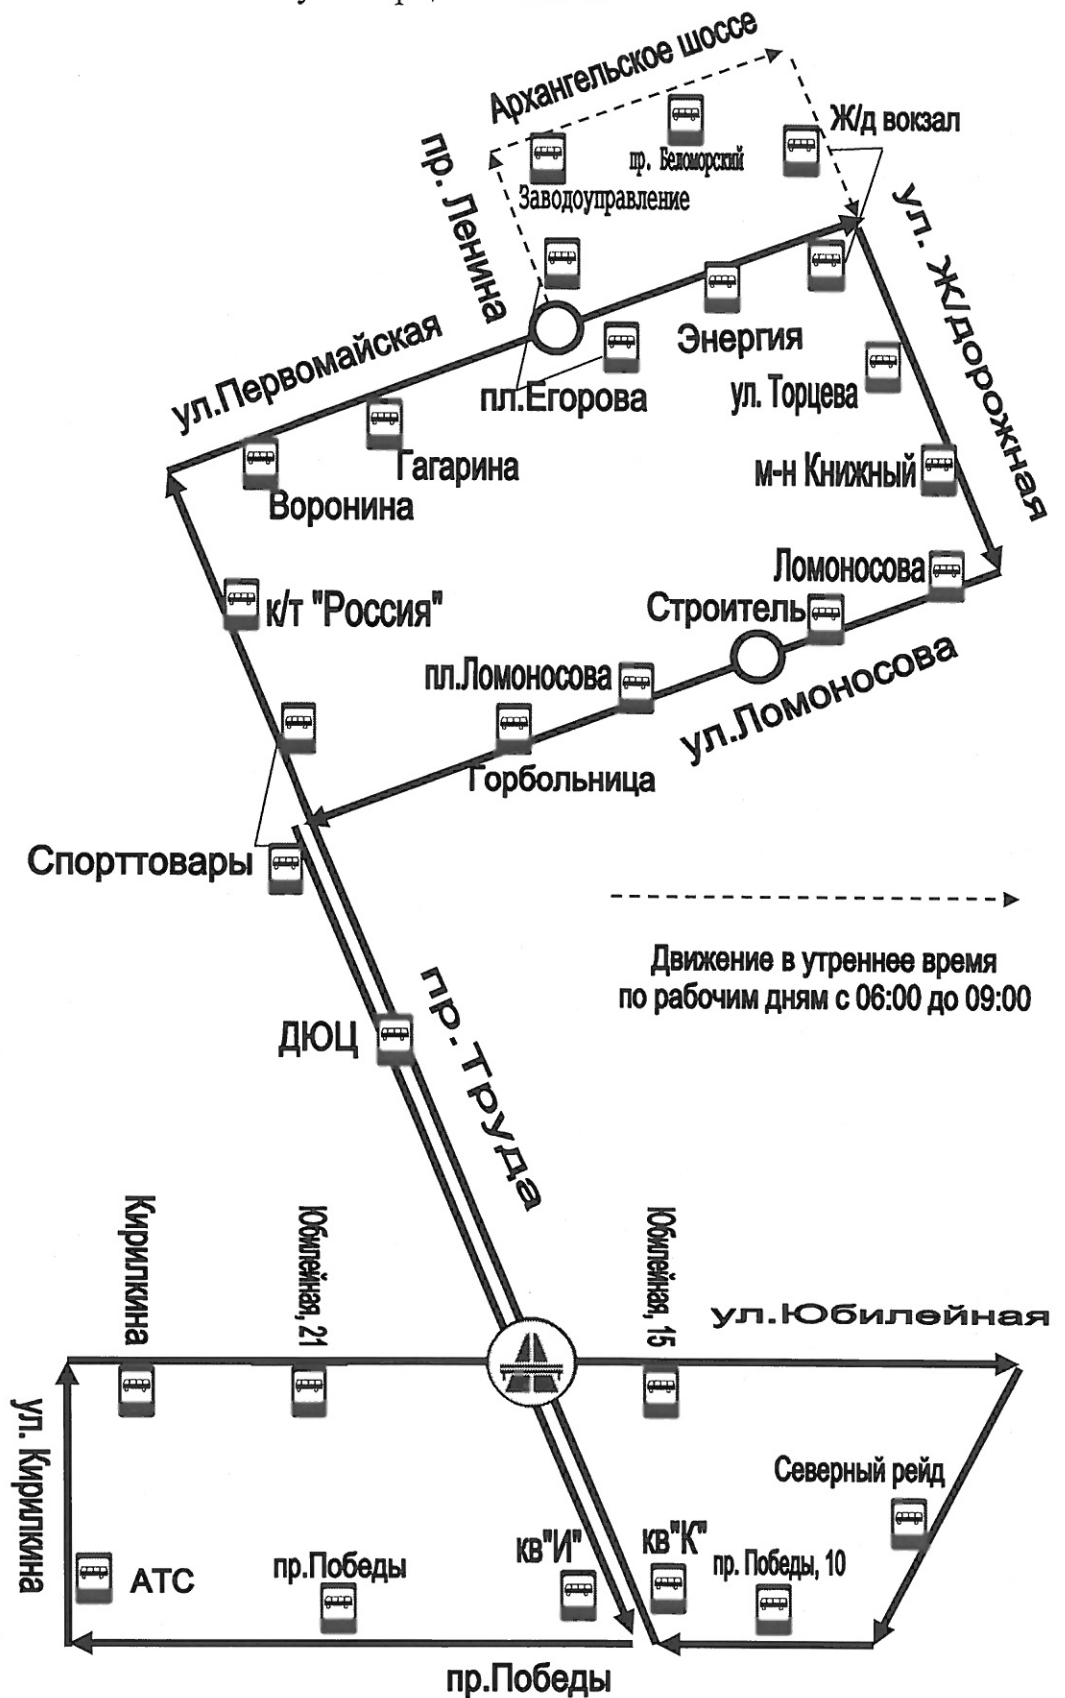 Архангельское шоссе
Ж/д вокзал
пр. Беломорский
Заводоуправление
пр. Ленина
ул. Ж/дорожная
ул.Первомайская
Энергия
пл.Егорова
ул. Торцева
Гагарина
Воронина
м-н Книжный
Ломоносова
Строитель
к/т "Россия"
пл.Ломоносова
ул.Ломоносова
Горбольница
Спорттовары
Движение в утреннее время
по рабочим дням с 06:00 до 09:00
ДЮЦ
пр. Труда
Кирилкина
Юбилейная, 21
Юбилейная, 15
ул.Юбилейная
ул. Кирилкина
Северный рейд
кв"И"
кв"К"
пр. Победы, 10
пр.Победы
АТС
пр.Победы